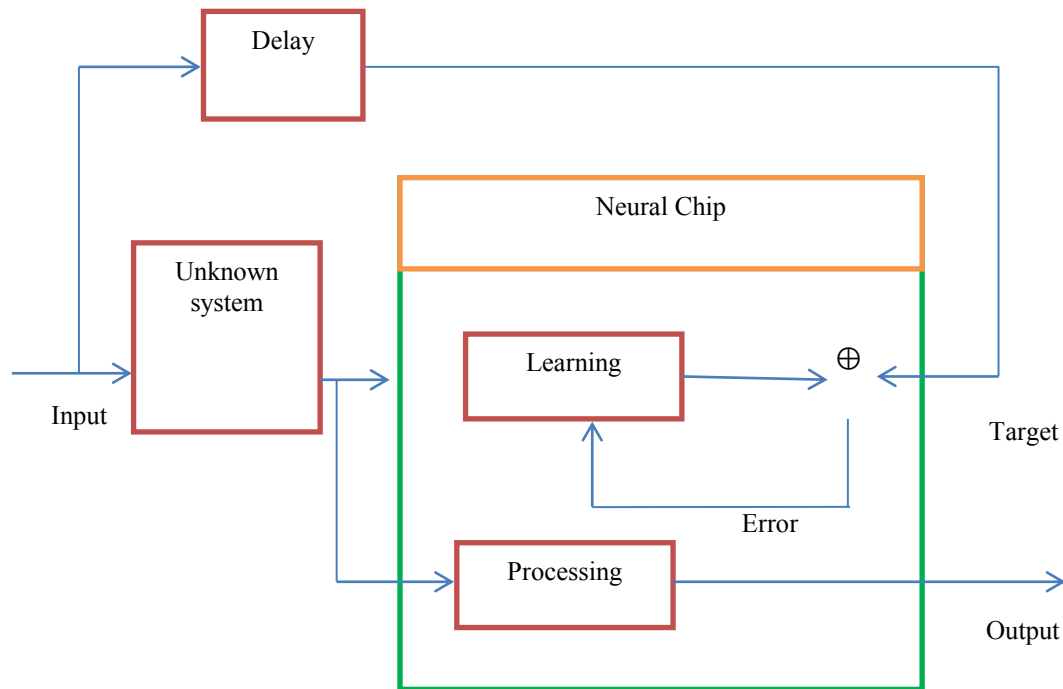 Delay
Neural Chip
Unknown
system
Learning
⊕
Input
Target
Error
Processing
Output